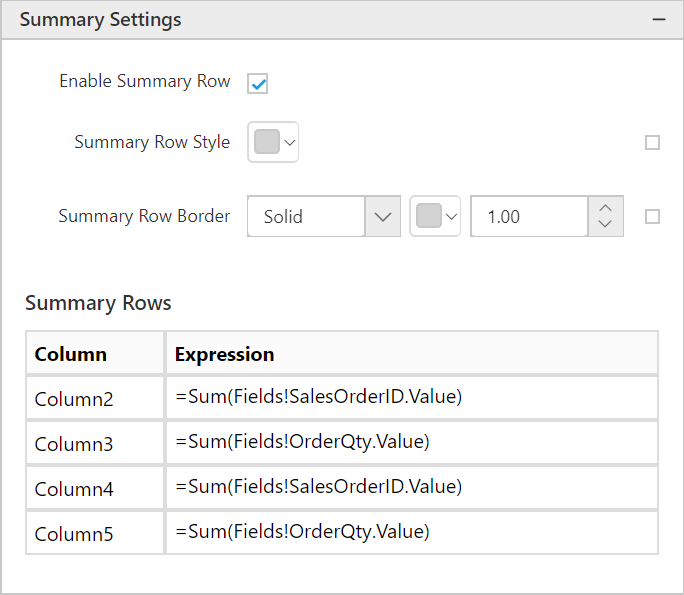 Summary Settings
Enable Summary Row
Summary Row Style
Summary Row Border Solid 1.00
Summary Rows
Column Expression
Column2 =Sum(Fields!SalesOrderID.Value)
Column3 =Sum(Fields!OrderQty.Value)
Column4 =Sum(Fields!SalesOrderID.Value)
Column5 =Sum(Fields!OrderQty.Value)